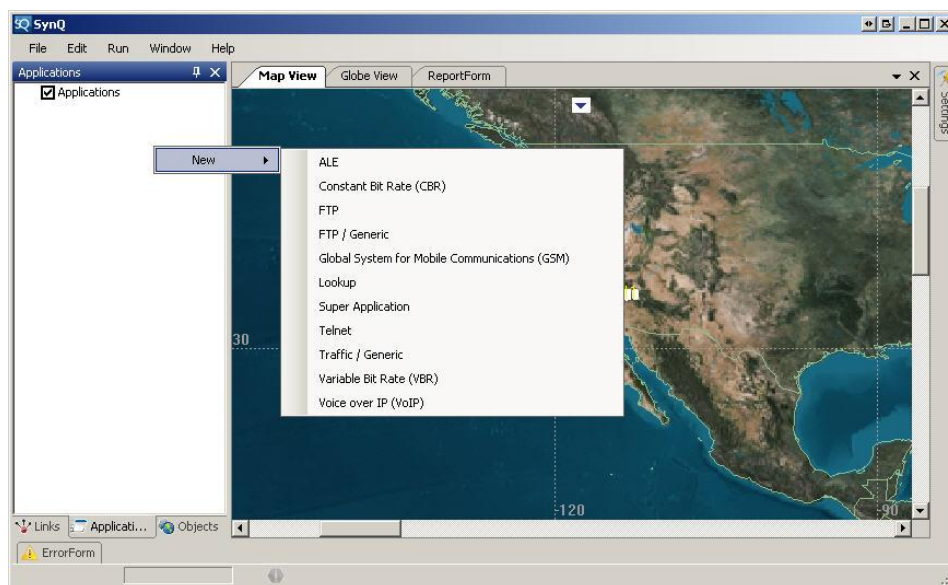 SynQ
File Edit Run Window Help
Applications
Map View Globe View ReportForm
Applications
Settings
New
ALE
Constant Bit Rate (CBR)
FTP
FTP / Generic
Global System for Mobile Communications (GSM)
Lookup
Super Application
Telnet
Traffic / Generic
Variable Bit Rate (VBR)
Voice over IP (VoIP)
30
-120
-90
Links Applicati... Objects
ErrorForm